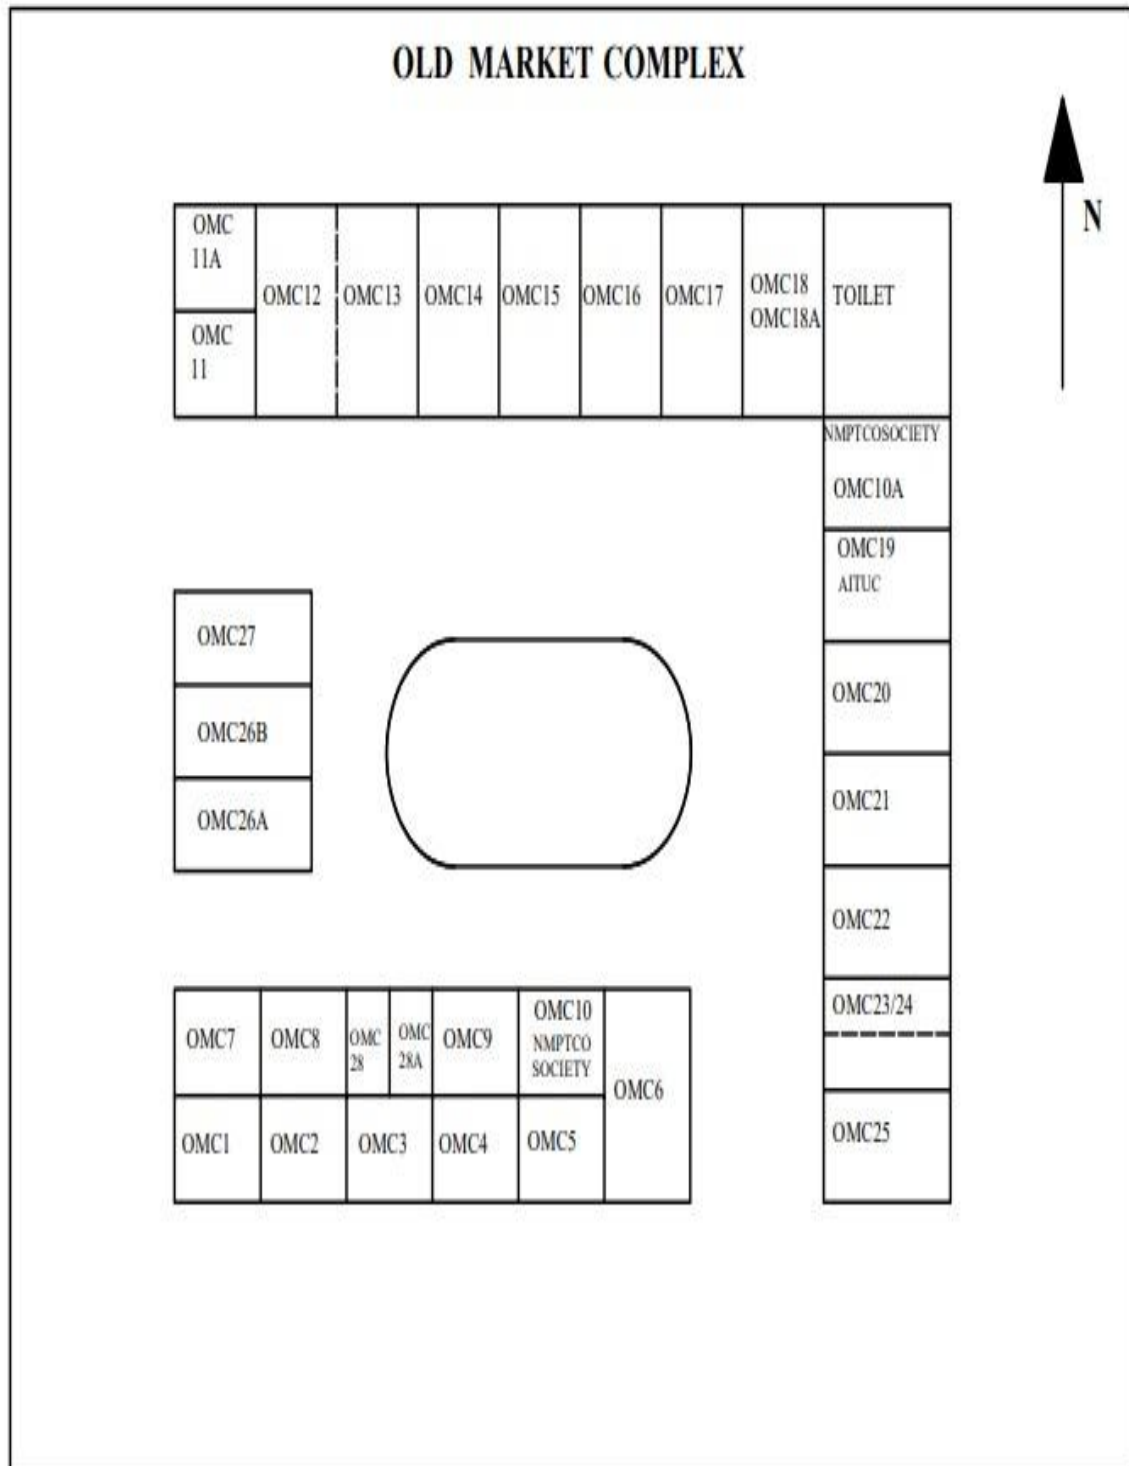 OLD MARKET COMPLEX
N
OMC
11A
OMC
11
OMC12
OMC13
OMC14
OMC15
OMC16
OMC17
OMC18
OMC18A
TOILET
NMPTCOSOCIETY
OMC10A
OMC19
AITUC
OMC20
OMC21
OMC22
OMC23/24
OMC25
OMC27
OMC26B
OMC26A
OMC7
OMC8
OMC
28
OMC
28A
OMC9
OMC10
NMPTCO
SOCIETY
OMC6
OMC1
OMC2
OMC3
OMC4
OMC5